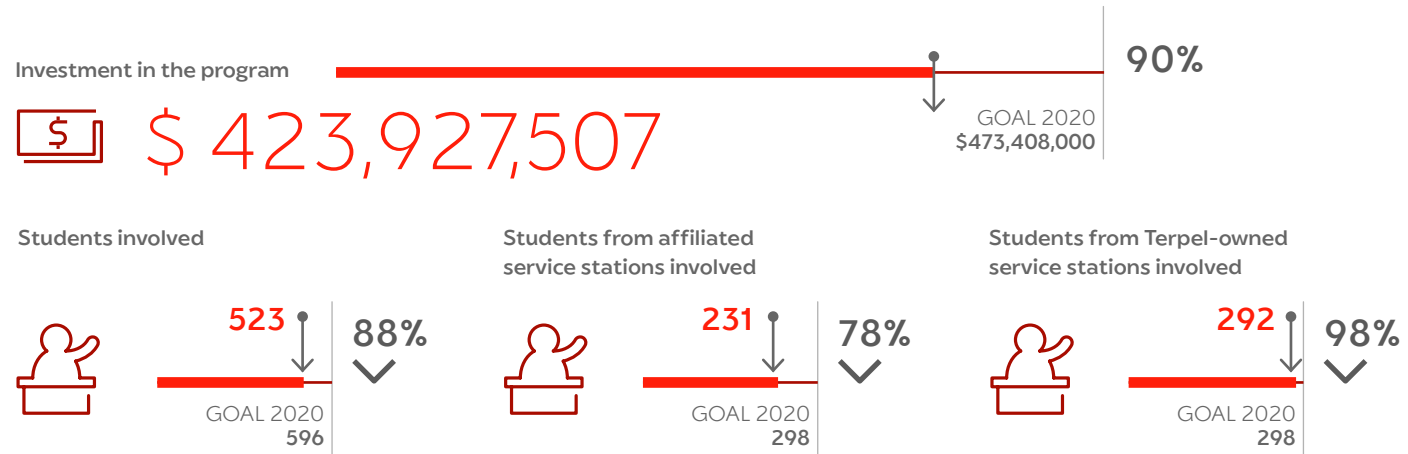 Investment in the program
$
$ 423,927,507
90%
GOAL 2020
$473,408,000
Students involved
523
88%
GOAL 2020
596
Students from affiliated
service stations involved
231
78%
GOAL 2020
298
Students from Terpel-owned
service stations involved
292
98%
GOAL 2020
298